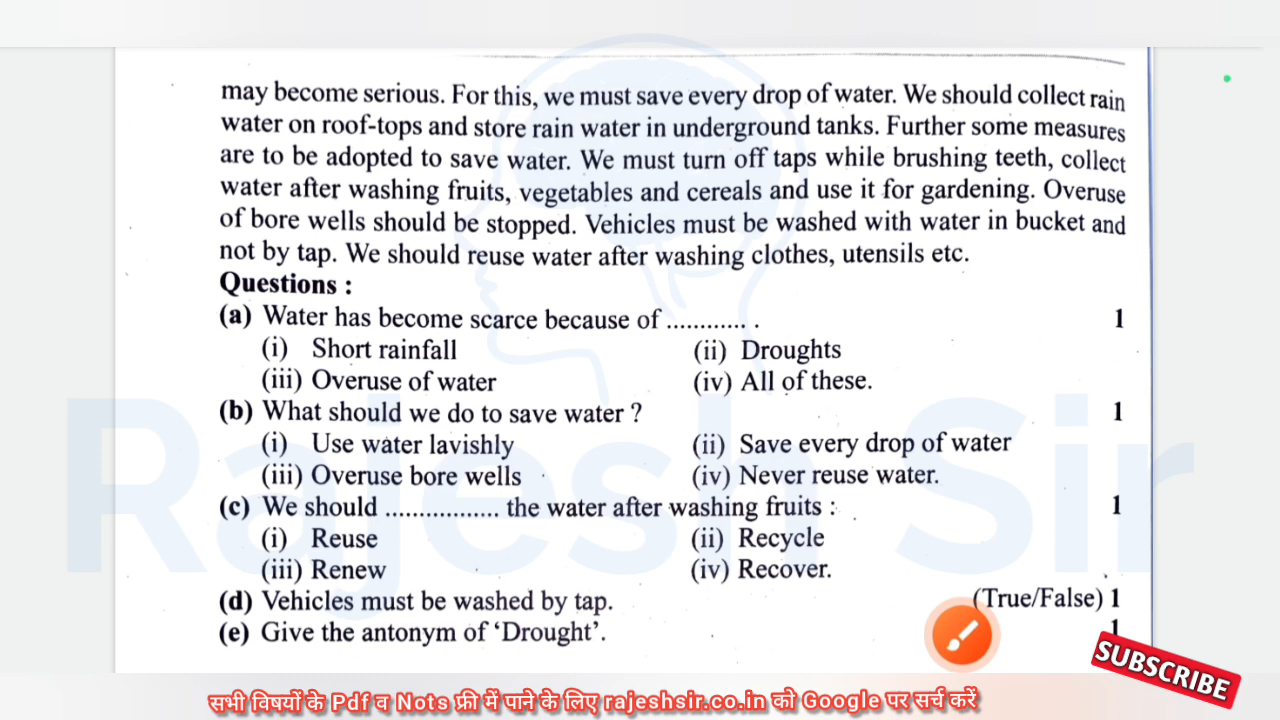 may become serious. For this, we must save every drop of water. We should collect rain
water on roof-tops and store rain water in underground tanks. Further some measures
are to be adopted to save water. We must turn off taps while brushing teeth, collect
water after washing fruits, vegetables and cereals and use it for gardening. Overuse
of bore wells should be stopped. Vehicles must be washed with water in bucket and
not by tap. We should reuse water after washing clothes, utensils etc.
Questions :
(a) Water has become scarce because of ............ . 1
(i) Short rainfall (ii) Droughts
(iii) Overuse of water (iv) All of these.
(b) What should we do to save water ? 1
(i) Use water lavishly (ii) Save every drop of water
(iii) Overuse bore wells (iv) Never reuse water.
(c) We should ................. the water after washing fruits : 1
(i) Reuse (ii) Recycle
(iii) Renew (iv) Recover.
(d) Vehicles must be washed by tap. (True/False) 1
(e) Give the antonym of ‘Drought’. 1
Rajesh Sir
SUBSCRIBE
सभी विषयों के Pdf व Nots फ्री में पाने के लिए rajeshsir.co.in को Google पर सर्च करें